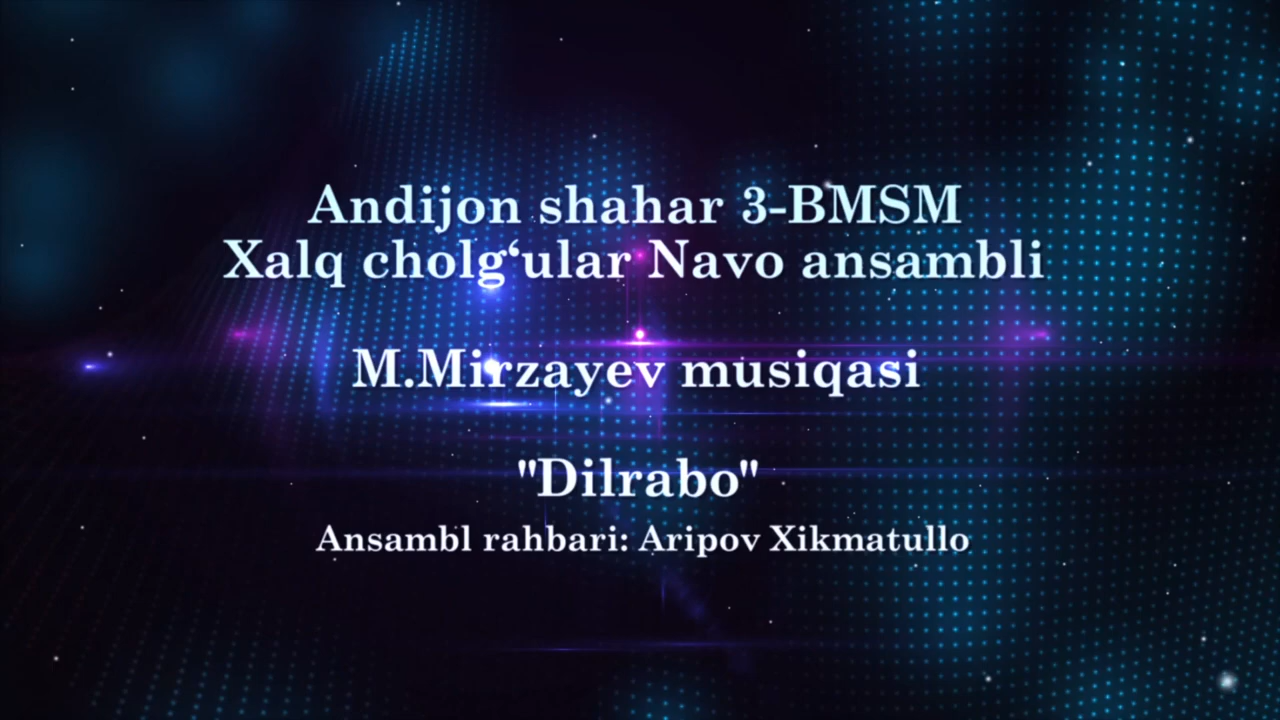 Andijon shahar 3-BMSM
Xalq cholg‘ular Navo ansambli
M.Mirzayev musiqasi
"Dilrabo"
Ansambl rahbari: Aripov Xikmatullo